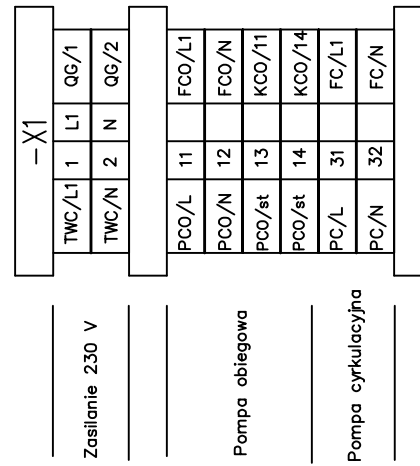 -X1
TWC/L1 1 L1 QG/1
TWC/N 2 N QG/2
PCO/L 11 FCO/L1
PCO/N 12 FCO/N
PCO/st 13 KCO/11
PCO/st 14 KCO/14
PC/L 31 FC/L1
PC/N 32 FC/N
Zasilanie 230 V
Pompa obiegowa
Pompa cyrkulacyjna